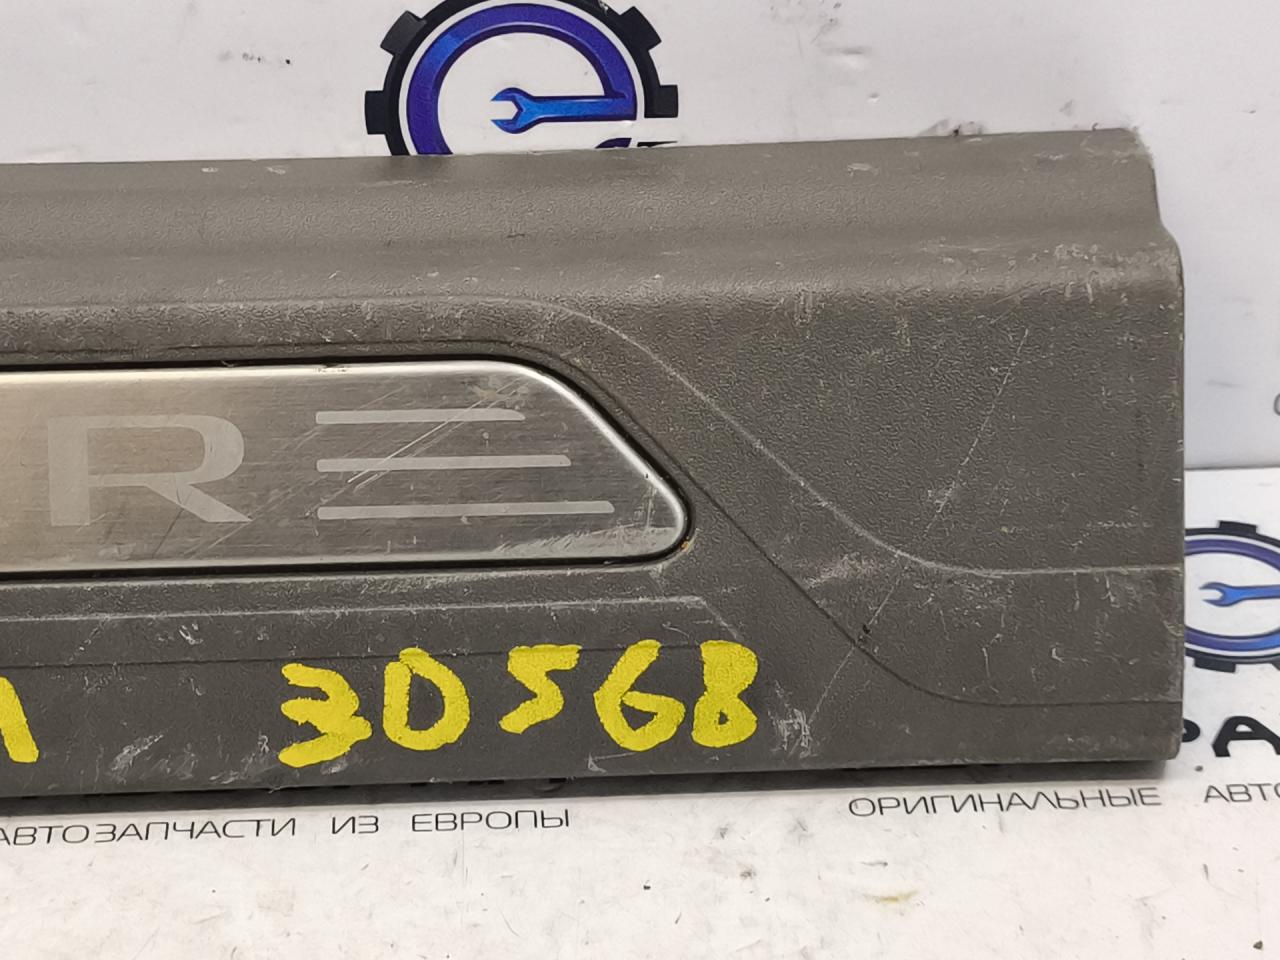 R
30568
АВТОЗАПЧАСТИ ИЗ ЕВРОПЫ
ОРИГИНАЛЬНЫЕ АВТО